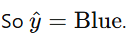 So ŷ = Blue.